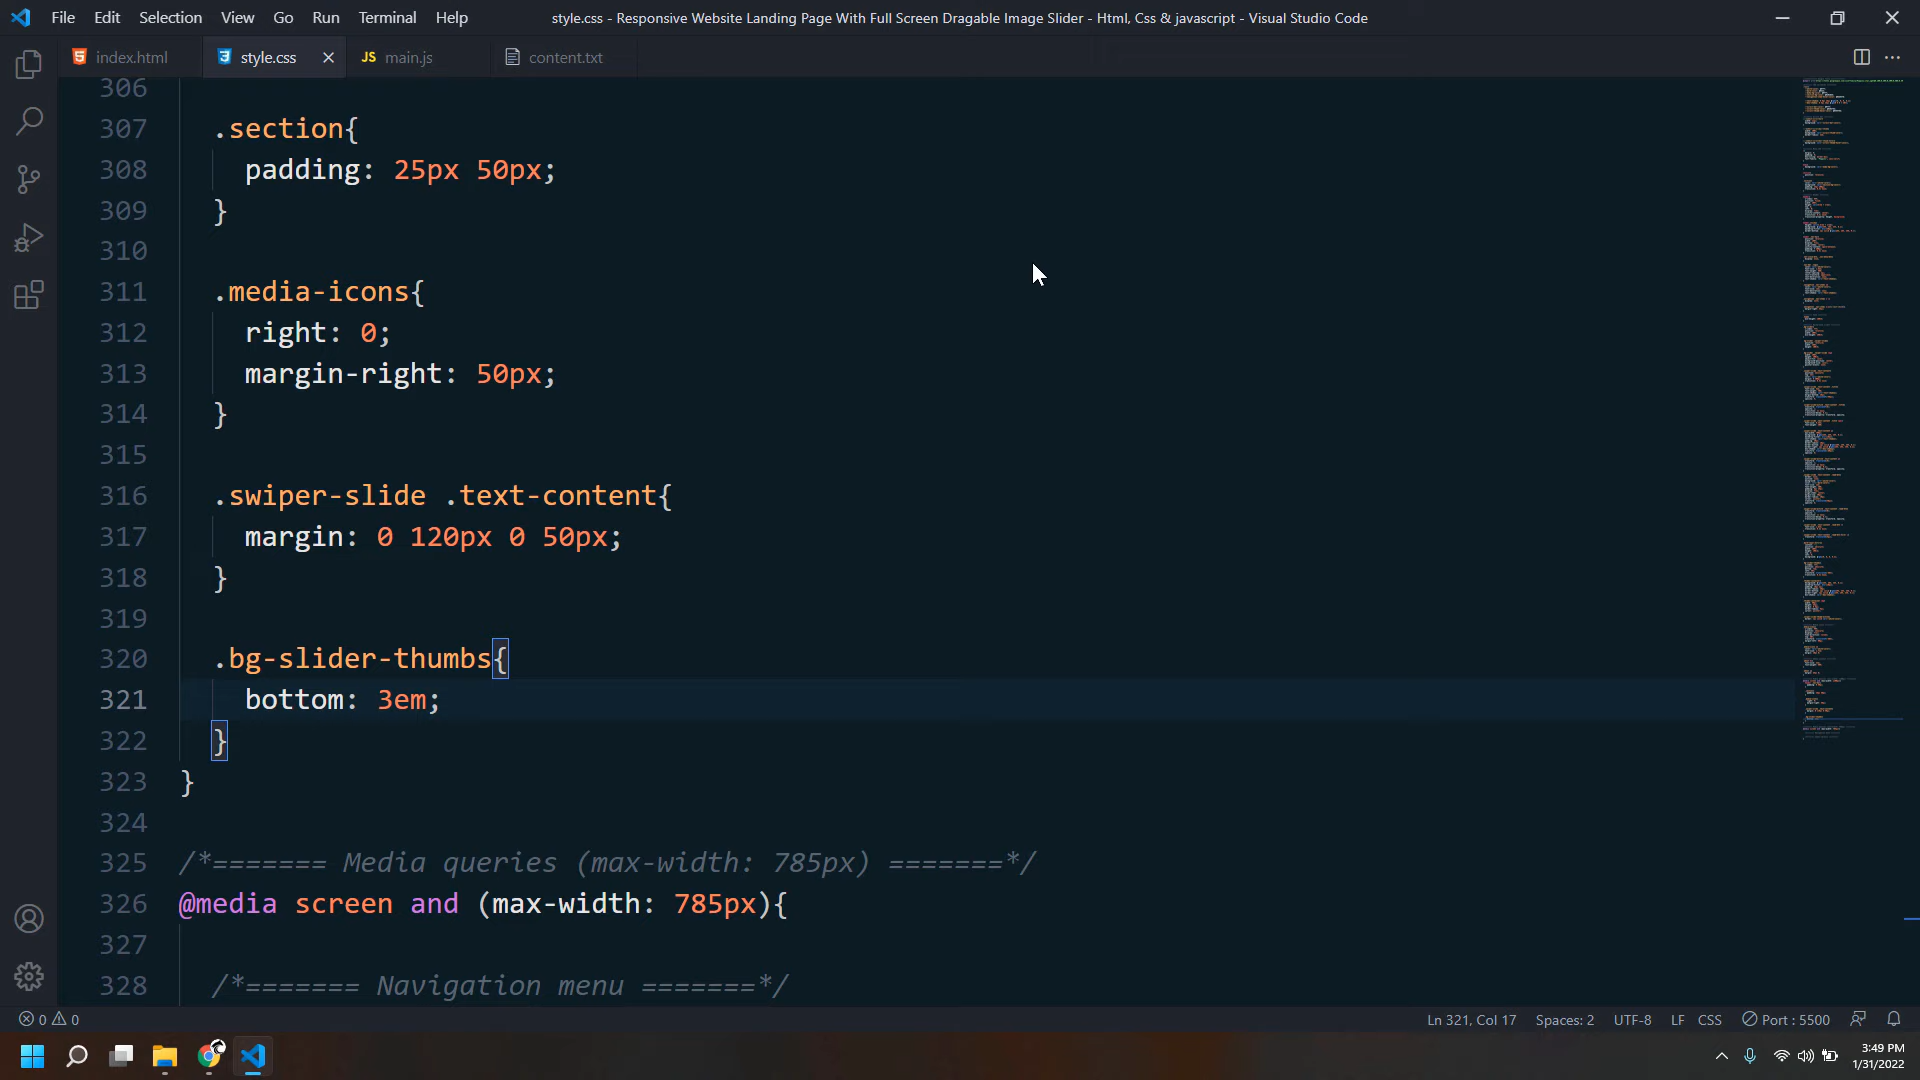 File Edit Selection View Go Run Terminal Help
style.css - Responsive Website Landing Page With Full Screen Dragable Image Slider - Html, Css & javascript - Visual Studio Code
index.html
style.css
JS main.js
content.txt
306
307 .section{
308 padding: 25px 50px;
309 }
310
311 .media-icons{
312 right: 0;
313 margin-right: 50px;
314 }
315
316 .swiper-slide .text-content{
317 margin: 0 120px 0 50px;
318 }
319
320 .bg-slider-thumbs{
321 bottom: 3em;
322 }
323 }
324
325 /*======= Media queries (max-width: 785px) =======*/
326 @media screen and (max-width: 785px){
327
328 /*======= Navigation menu =======*/
0 0
Ln 321, Col 17 Spaces: 2 UTF-8 LF CSS Port : 5500
3:49 PM
1/31/2022